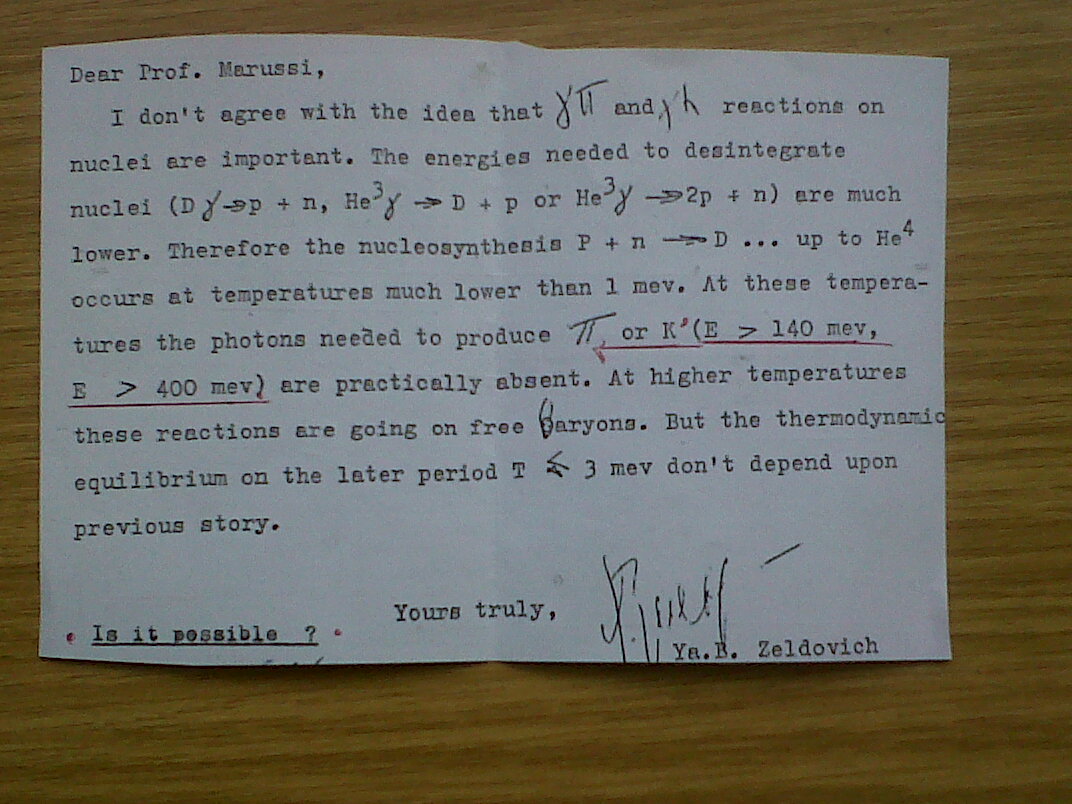 Dear Prof. Marussi,
I don't agree with the idea that γπ and γK reactions on
nuclei are important. The energies needed to desintegrate
nuclei (Dγ→p + n, He³γ → D + p or He³γ →2p + n) are much
lower. Therefore the nucleosynthesis P + n → D ... up to He⁴
occurs at temperatures much lower than 1 mev. At these tempera-
tures the photons needed to produce π or K (E > 140 mev,
E > 400 mev) are practically absent. At higher temperatures
these reactions are going on free baryons. But the thermodynamic
equilibrium on the later period T ≤ 3 mev don't depend upon
previous story.
Yours truly,
Is it possible ?
Ya.B. Zeldovich